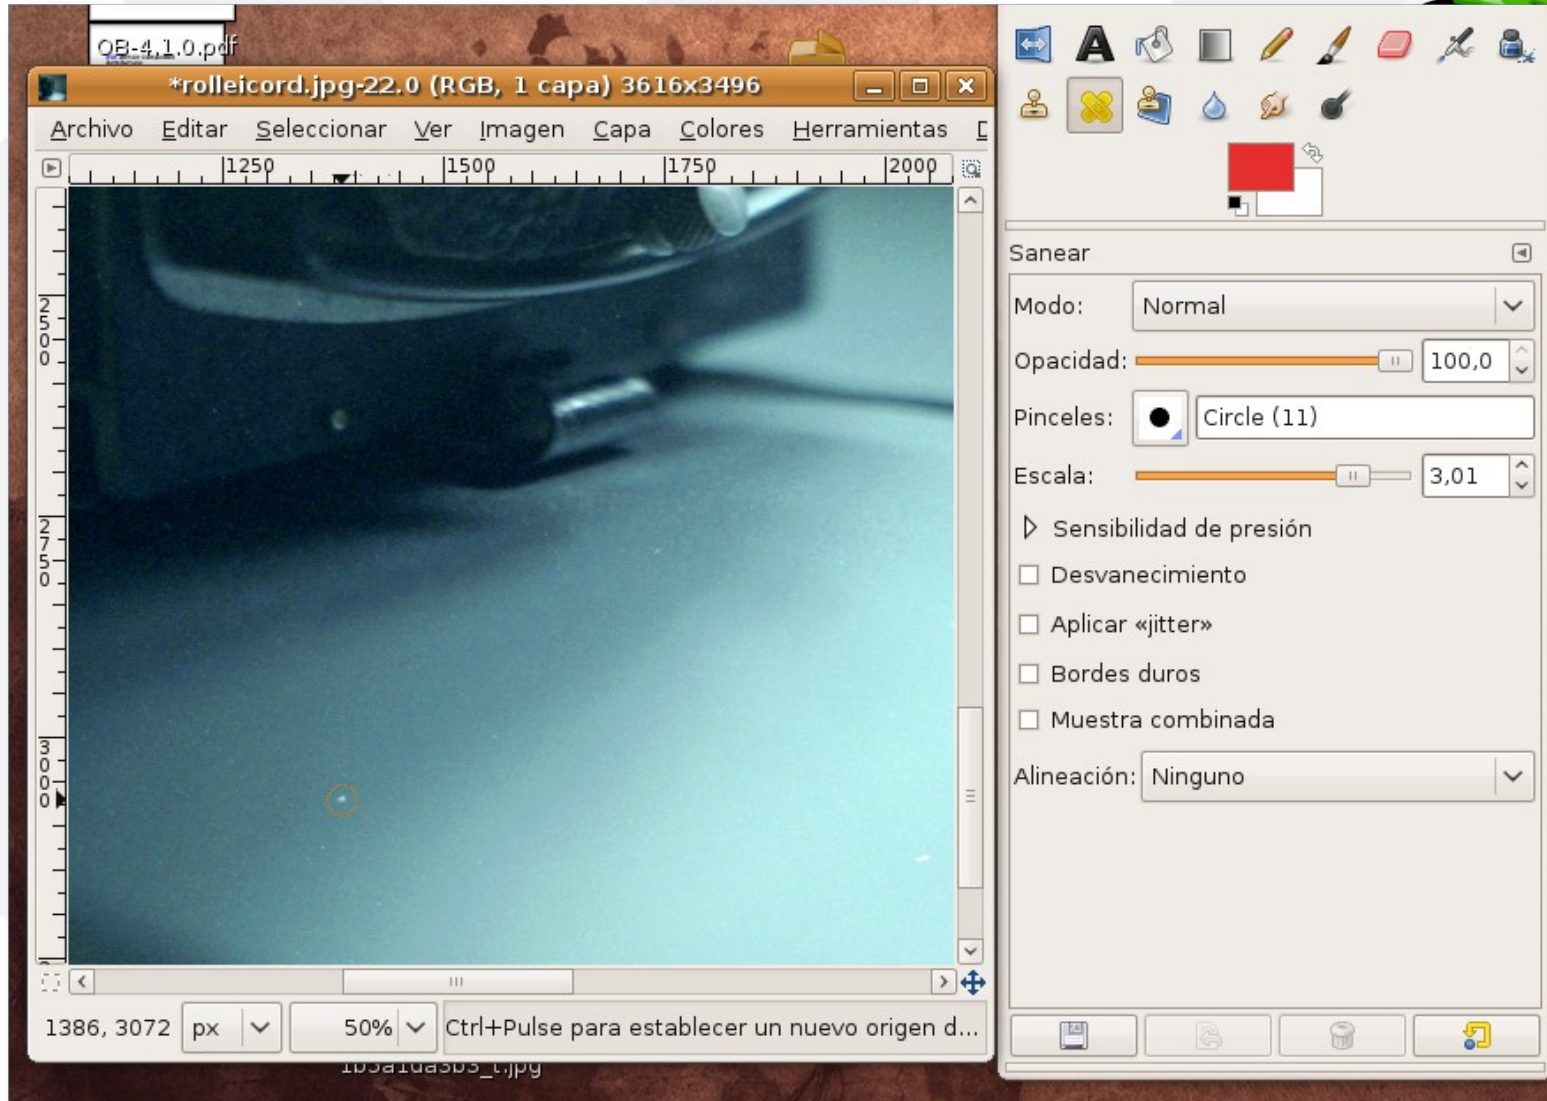 QB-4,1.0.pdf
*rolleicord.jpg-22.0 (RGB, 1 capa) 3616x3496
Archivo Editar Seleccionar Ver Imagen Capa Colores Herramientas D
1250 1500 1750 2000
2500
2750
3000
1386, 3072 px 50% Ctrl+Pulse para establecer un nuevo origen d...
1b5a1da3b3_t.jpg
A
Sanear
Modo: Normal
Opacidad: 100,0
Pinceles: Circle (11)
Escala: 3,01
Sensibilidad de presión
Desvanecimiento
Aplicar «jitter»
Bordes duros
Muestra combinada
Alineación: Ninguno